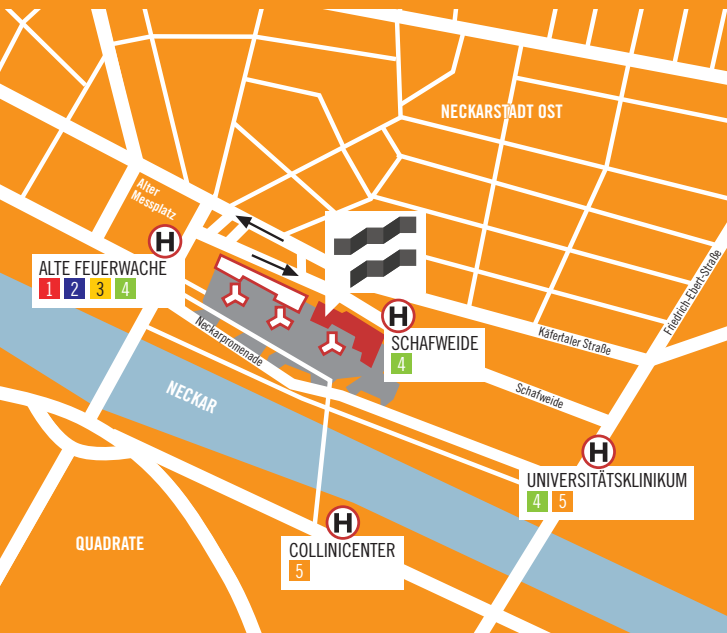 NECKARSTADT OST
Alter
Messplatz
H
ALTE FEUERWACHE
1 2 3 4
Friedrich-Ebert-Straße
H
SCHAFWEIDE
4
Käfertaler Straße
Neckarpromenade
Schafweide
NECKAR
H
UNIVERSITÄTSKLINIKUM
4 5
H
COLLINICENTER
5
QUADRATE